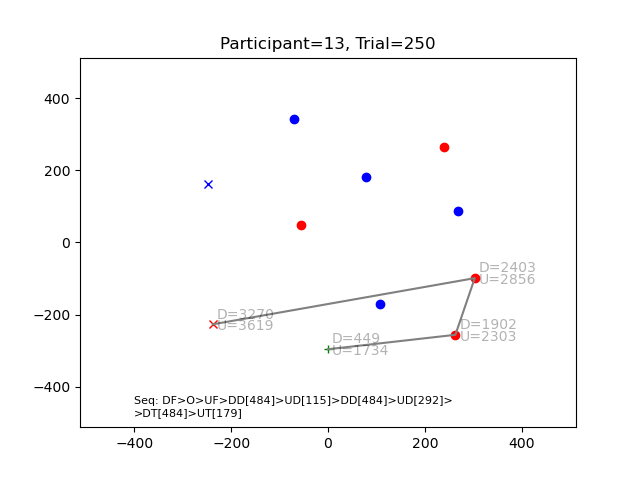 Participant=13, Trial=250
400
200
0
−200
−400
D=2403
U=2856
D=3270
U=3619
D=1902
U=2303
D=449
U=1734
Seq: DF>O>UF>DD[484]>UD[115]>DD[484]>UD[292]>
>DT[484]>UT[179]
−400 −200 0 200 400